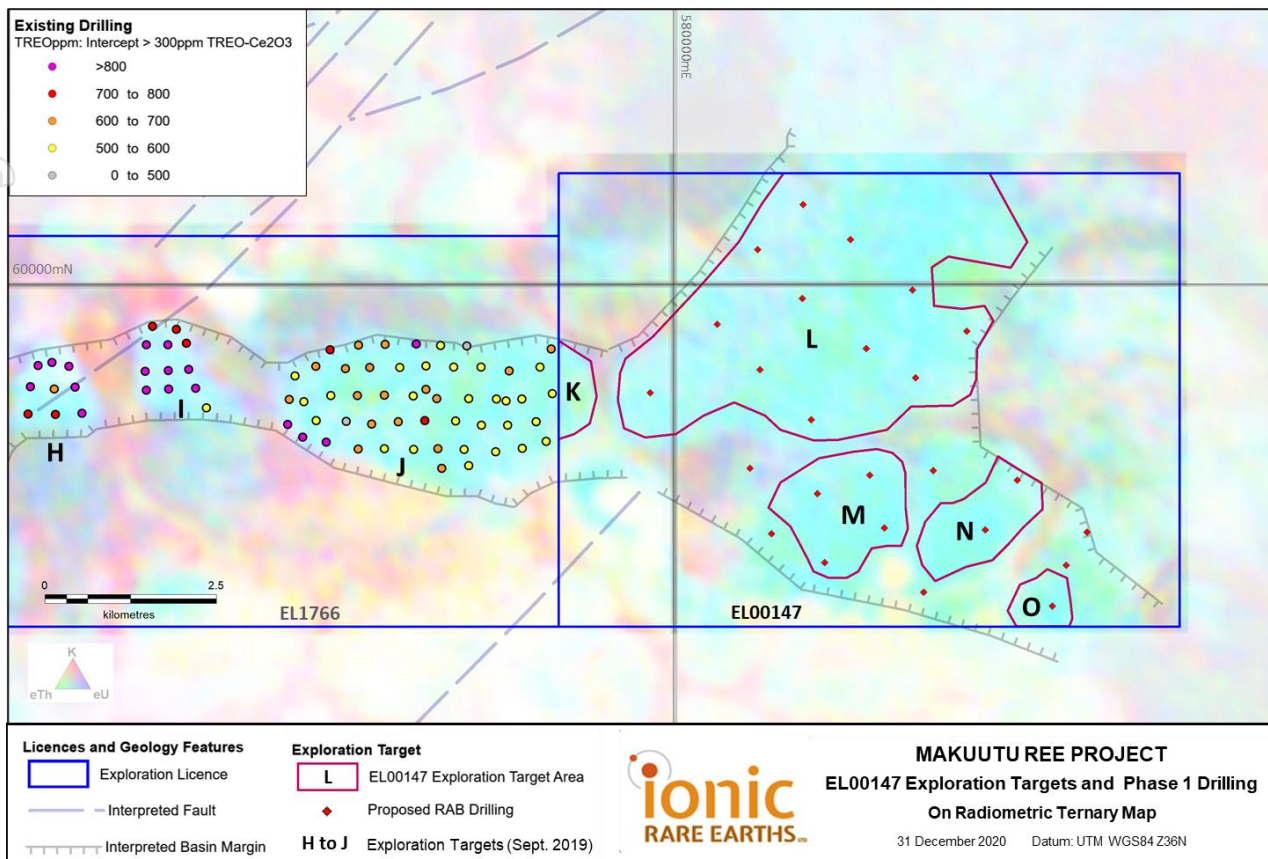 Existing Drilling
TREOppm: Intercept > 300ppm TREO-Ce2O3
>800
700 to 800
600 to 700
500 to 600
0 to 500
580000mE
60000mN
L
K
I
H
J
M
N
O
0 2.5
kilometres
EL1766
EL00147
K
eTh eU
Licences and Geology Features
Exploration Licence
Interpreted Fault
Interpreted Basin Margin
Exploration Target
L EL00147 Exploration Target Area
Proposed RAB Drilling
H to J Exploration Targets (Sept. 2019)
ionic
RARE EARTHS
MAKUUTU REE PROJECT
EL00147 Exploration Targets and Phase 1 Drilling
On Radiometric Ternary Map
31 December 2020 Datum: UTM WGS84 Z36N